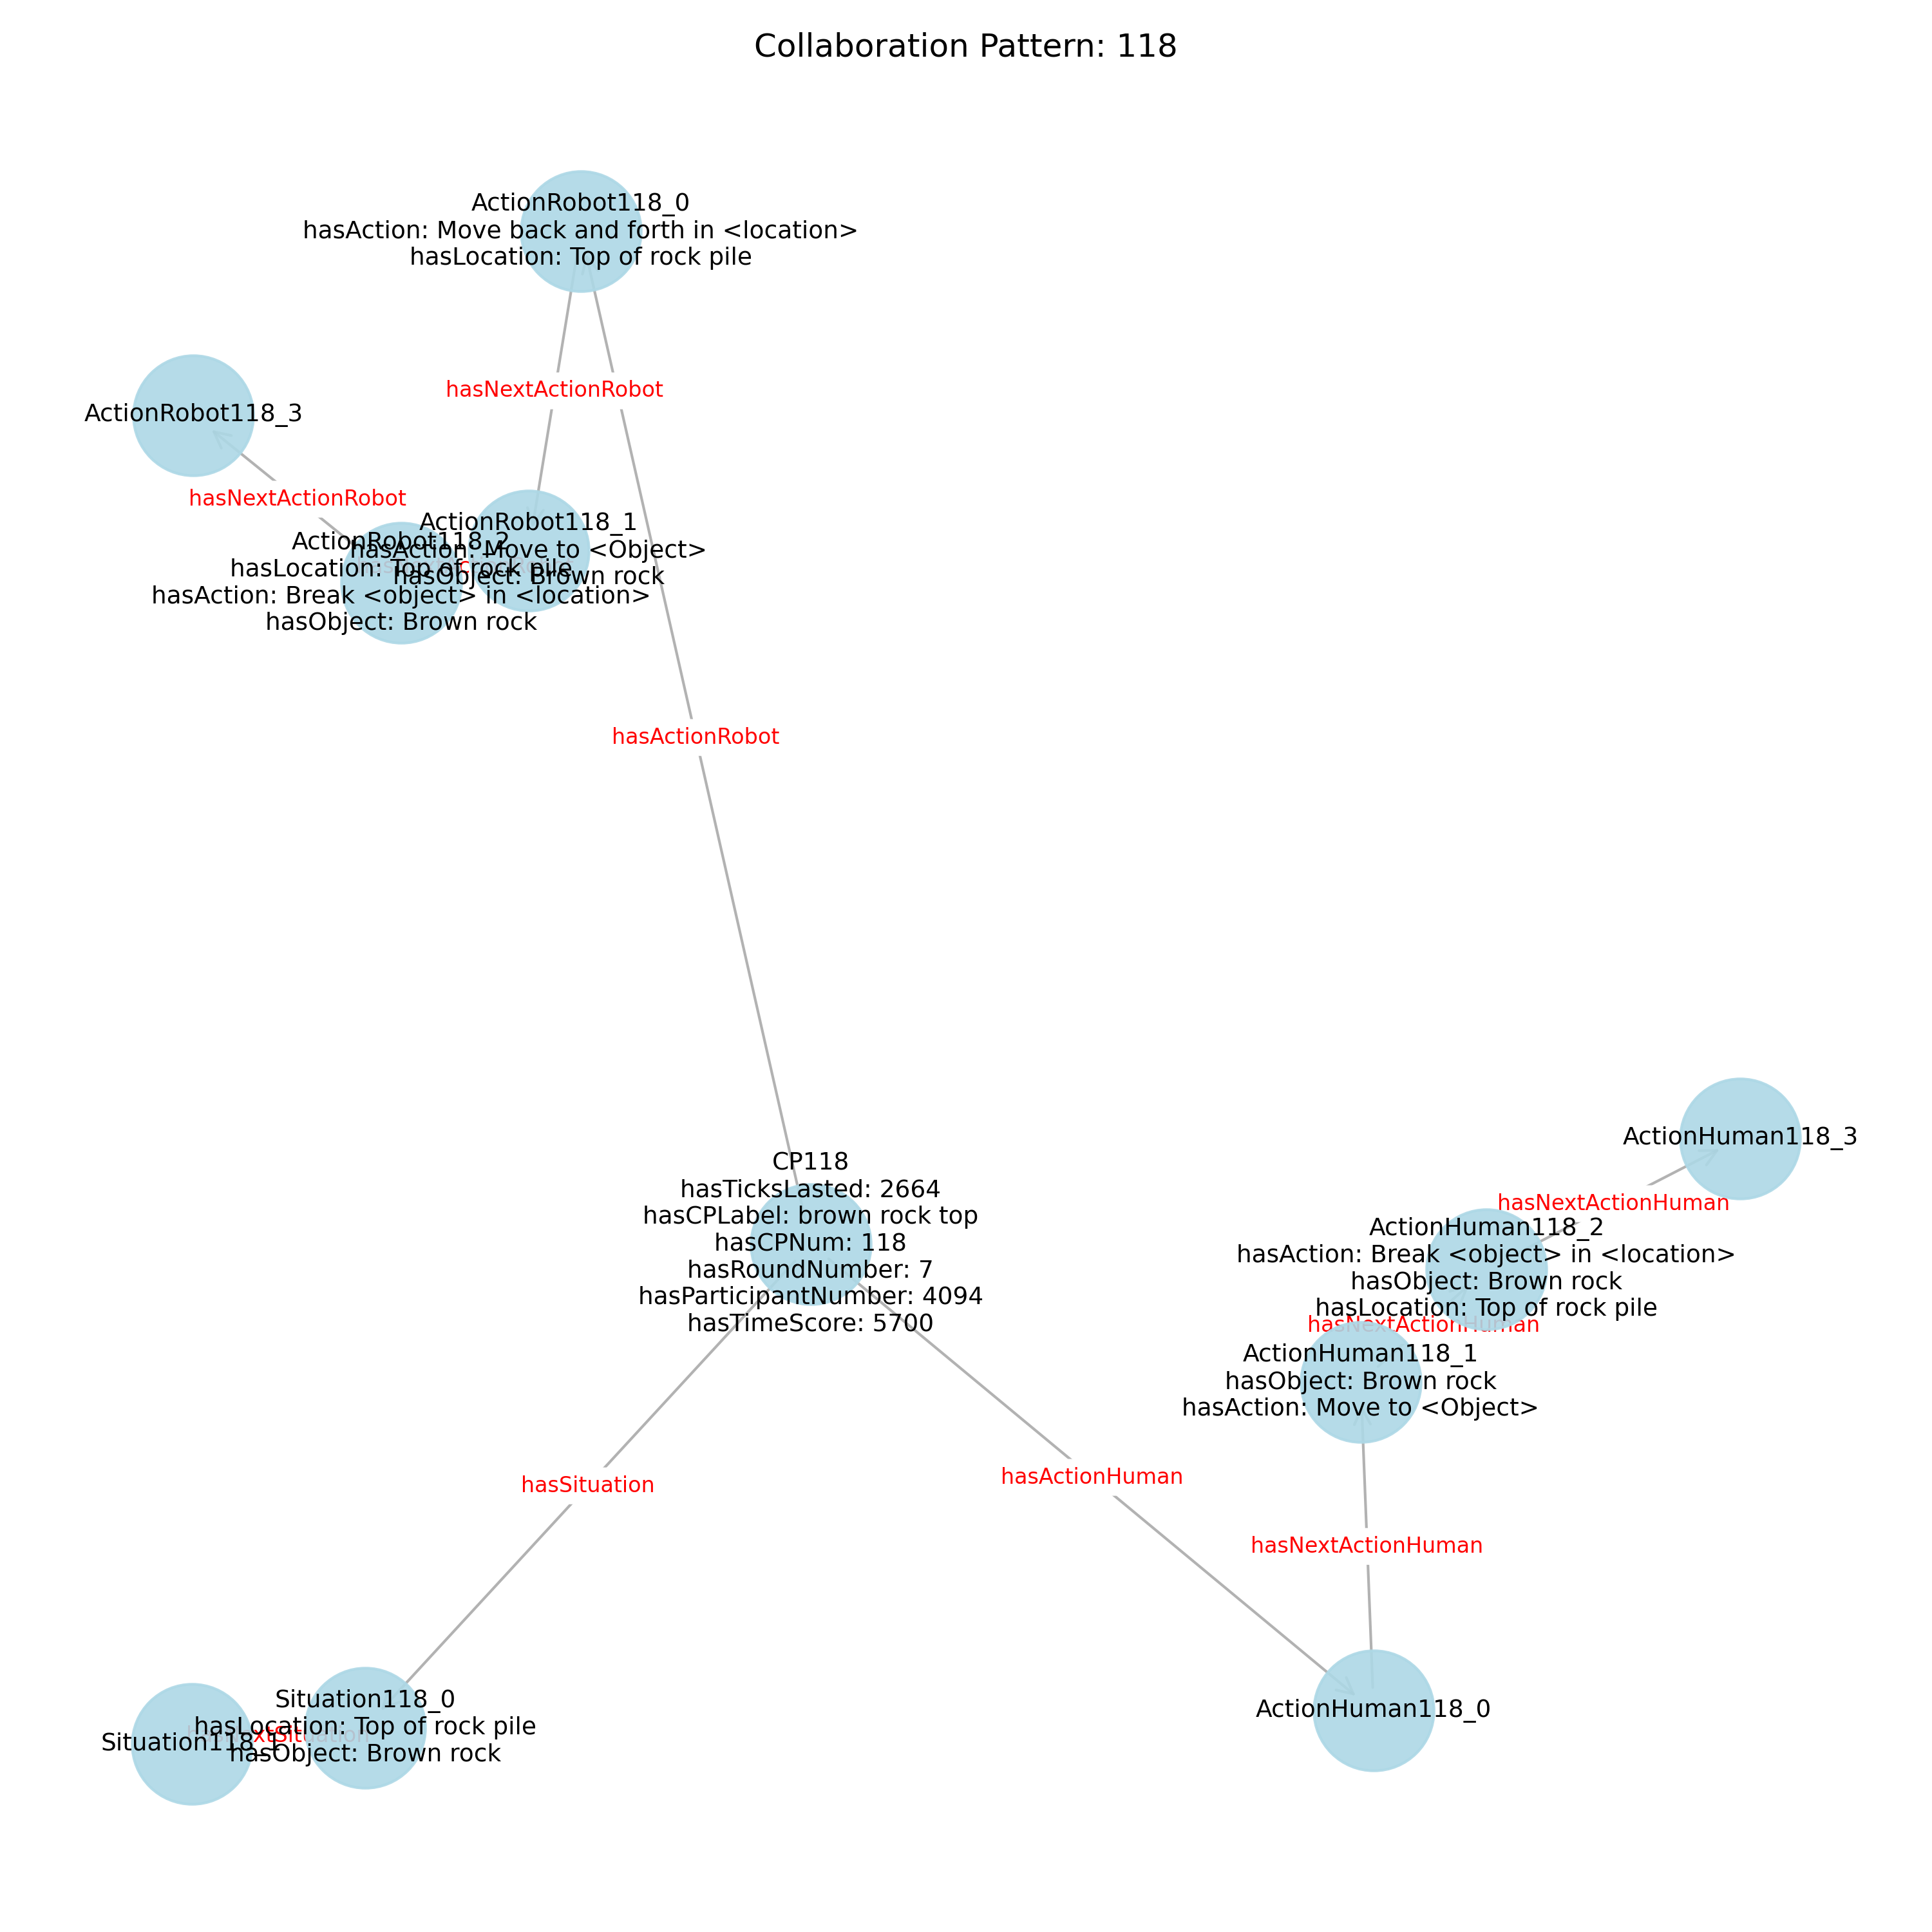 Collaboration Pattern: 118
ActionRobot118_0
hasAction: Move back and forth in <location>
hasLocation: Top of rock pile
hasNextActionRobot
ActionRobot118_3
hasNextActionRobot
ActionRobot118_1
hasAction: Move to <Object>
hasObject: Brown rock
ActionRobot118_2
hasLocation: Top of rock pile
hasAction: Break <object> in <location>
hasObject: Brown rock
hasActionRobot
ActionHuman118_3
hasNextActionHuman
CP118
hasTicksLasted: 2664
hasCPLabel: brown rock top
hasCPNum: 118
hasRoundNumber: 7
hasParticipantNumber: 4094
hasTimeScore: 5700
ActionHuman118_2
hasAction: Break <object> in <location>
hasObject: Brown rock
hasLocation: Top of rock pile
hasNextActionHuman
ActionHuman118_1
hasObject: Brown rock
hasAction: Move to <Object>
hasSituation
hasActionHuman
hasNextActionHuman
Situation118_0
hasLocation: Top of rock pile
hasObject: Brown rock
ActionHuman118_0